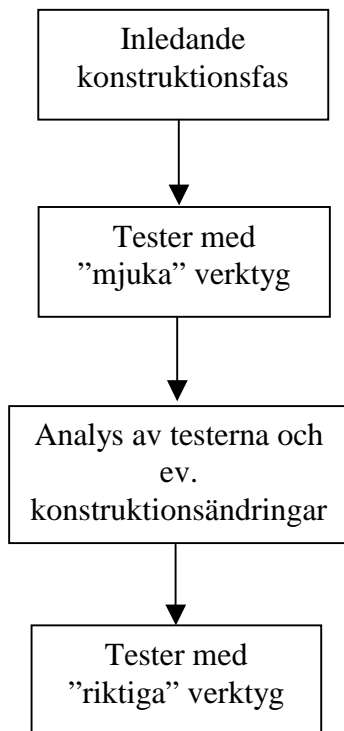 Inledande
konstruktionsfas
Tester med
”mjuka” verktyg
Analys av testerna och
ev.
konstruktionsändringar
Tester med
”riktiga” verktyg